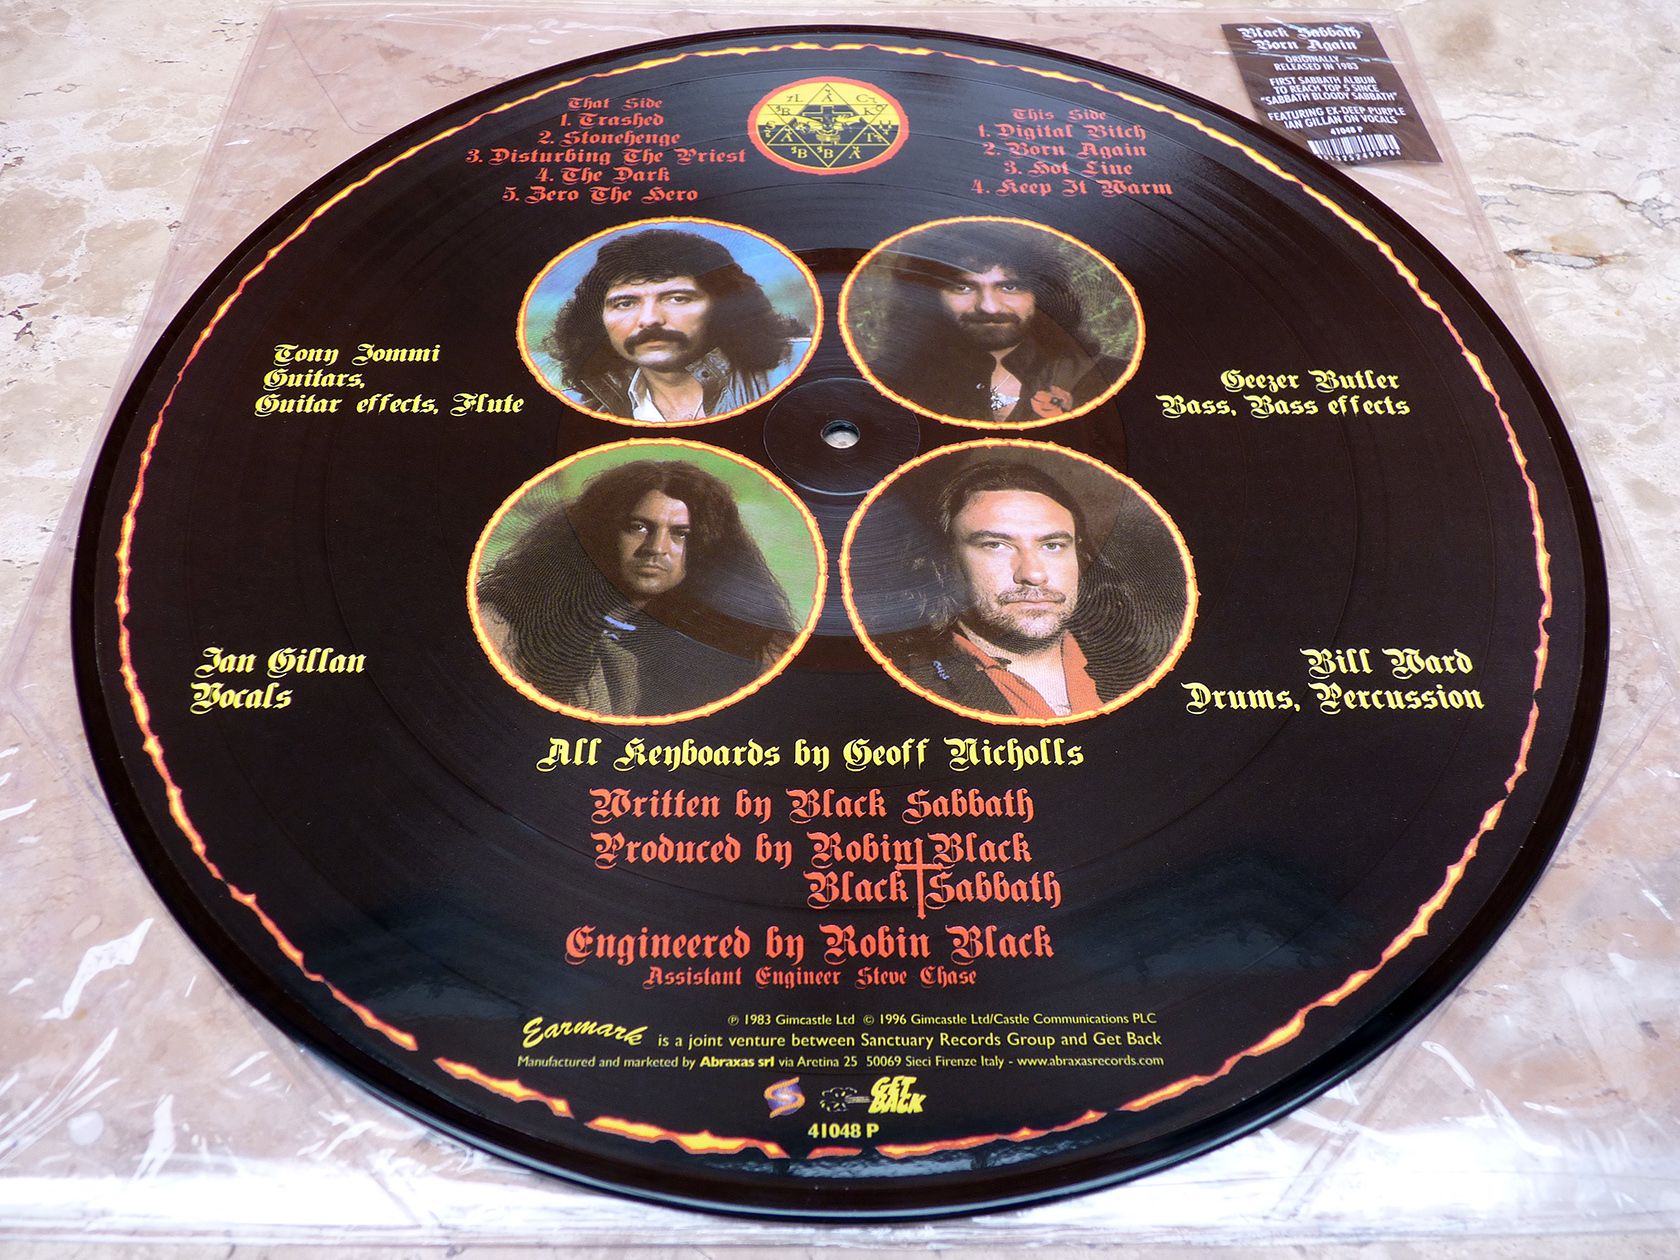 Black Sabbath
Born Again
ORIGINALLY
RELEASED IN 1983
FIRST SABBATH ALBUM
TO REACH TOP 5 SINCE
"SABBATH BLOODY SABBATH"
FEATURING EX-DEEP PURPLE
IAN GILLAN ON VOCALS
41048 P
That Side
1. Trashed
2. Stonehenge
3. Disturbing The Priest
4. The Dark
5. Zero The Hero
This Side
1. Digital Bitch
2. Born Again
3. Hot Line
4. Keep It Warm
Tony Iommi
Guitars,
Guitar effects, Flute
Geezer Butler
Bass, Bass effects
Ian Gillan
Vocals
Bill Ward
Drums, Percussion
All Keyboards by Geoff Nicholls
Written by Black Sabbath
Produced by Robin Black
Black Sabbath
Engineered by Robin Black
Assistant Engineer Steve Chase
℗ 1983 Gimcastle Ltd © 1996 Gimcastle Ltd/Castle Communications PLC
Earmark is a joint venture between Sanctuary Records Group and Get Back
Manufactured and marketed by Abraxas srl via Aretina 25 50069 Sieci Firenze Italy - www.abraxasrecords.com
GET BACK
41048 P